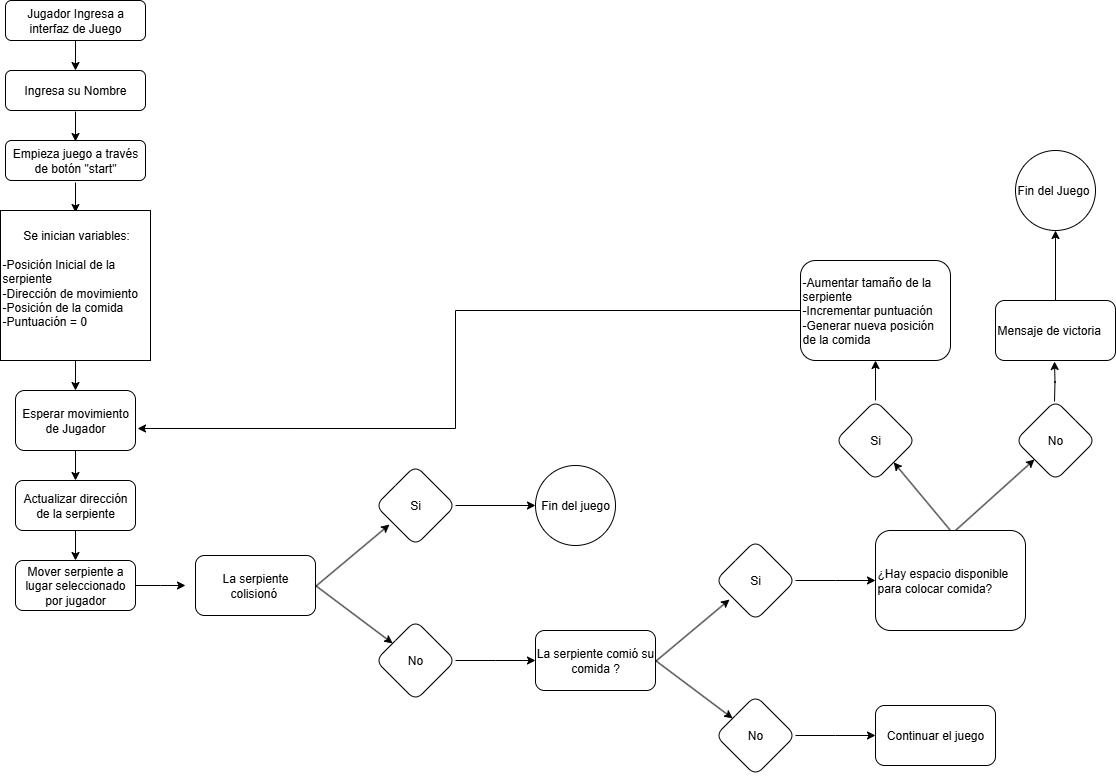 Jugador Ingresa a
interfaz de Juego
Ingresa su Nombre
Empieza juego a través
de botón "start"
Se inician variables:
-Posición Inicial de la
serpiente
-Dirección de movimiento
-Posición de la comida
-Puntuación = 0
Esperar movimiento
de Jugador
Actualizar dirección
de la serpiente
Mover serpiente a
lugar seleccionado
por jugador
La serpiente
colisionó
Si
Fin del juego
No
La serpiente comió su
comida ?
Si
¿Hay espacio disponible
para colocar comida?
No
Continuar el juego
Si
-Aumentar tamaño de la
serpiente
-Incrementar puntuación
-Generar nueva posición
de la comida
No
Mensaje de victoria
Fin del Juego